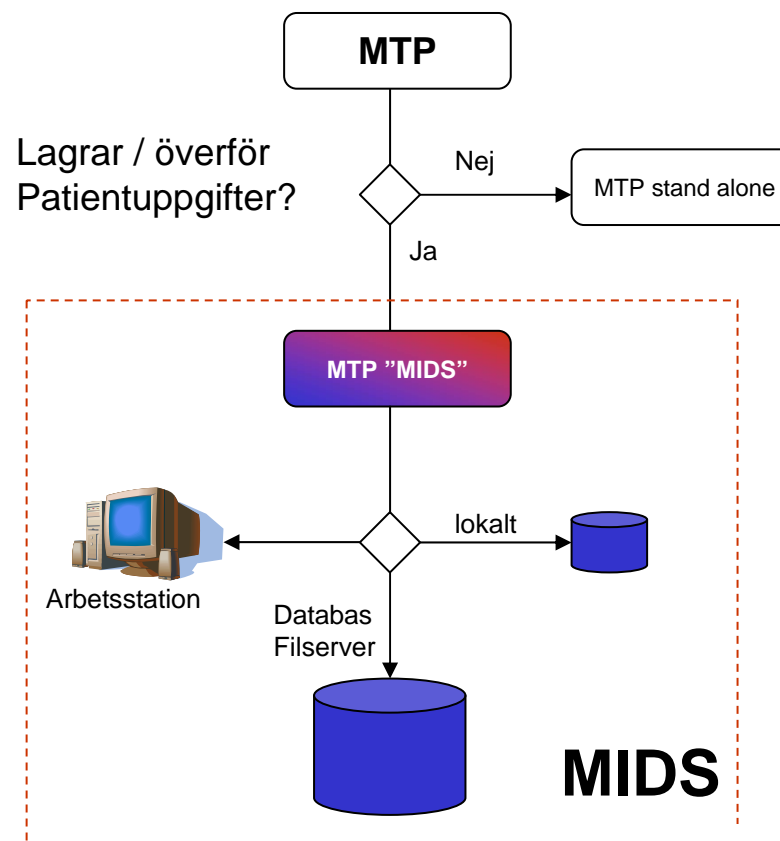 MTP
Lagrar / överför
Patientuppgifter?
Nej
MTP stand alone
Ja
MTP ”MIDS”
lokalt
Arbetsstation
Databas
Filserver
MIDS